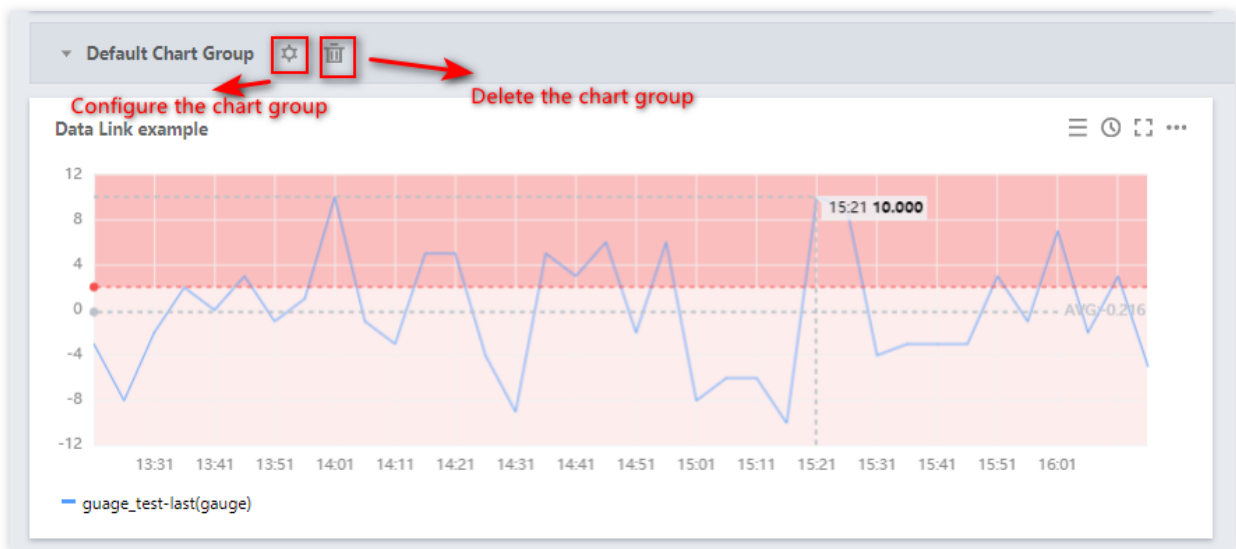 Default Chart Group
Configure the chart group
Delete the chart group
Data Link example
12
8
4
0
-4
-8
-12
15:21 10.000
AVG:-0.216
13:31 13:41 13:51 14:01 14:11 14:21 14:31 14:41 14:51 15:01 15:11 15:21 15:31 15:41 15:51 16:01
guage_test-last(gauge)